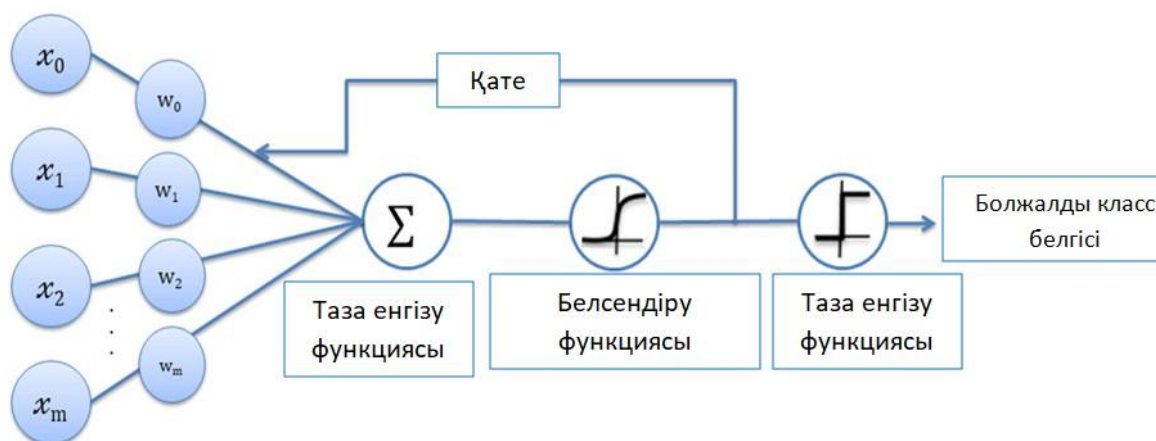 x₀
w₀
x₁
w₁
x₂
w₂
xₘ
wₘ
Қате
Σ
Таза енгізу
функциясы
Белсендіру
функциясы
Таза енгізу
функциясы
Болжалды класс
белгісі